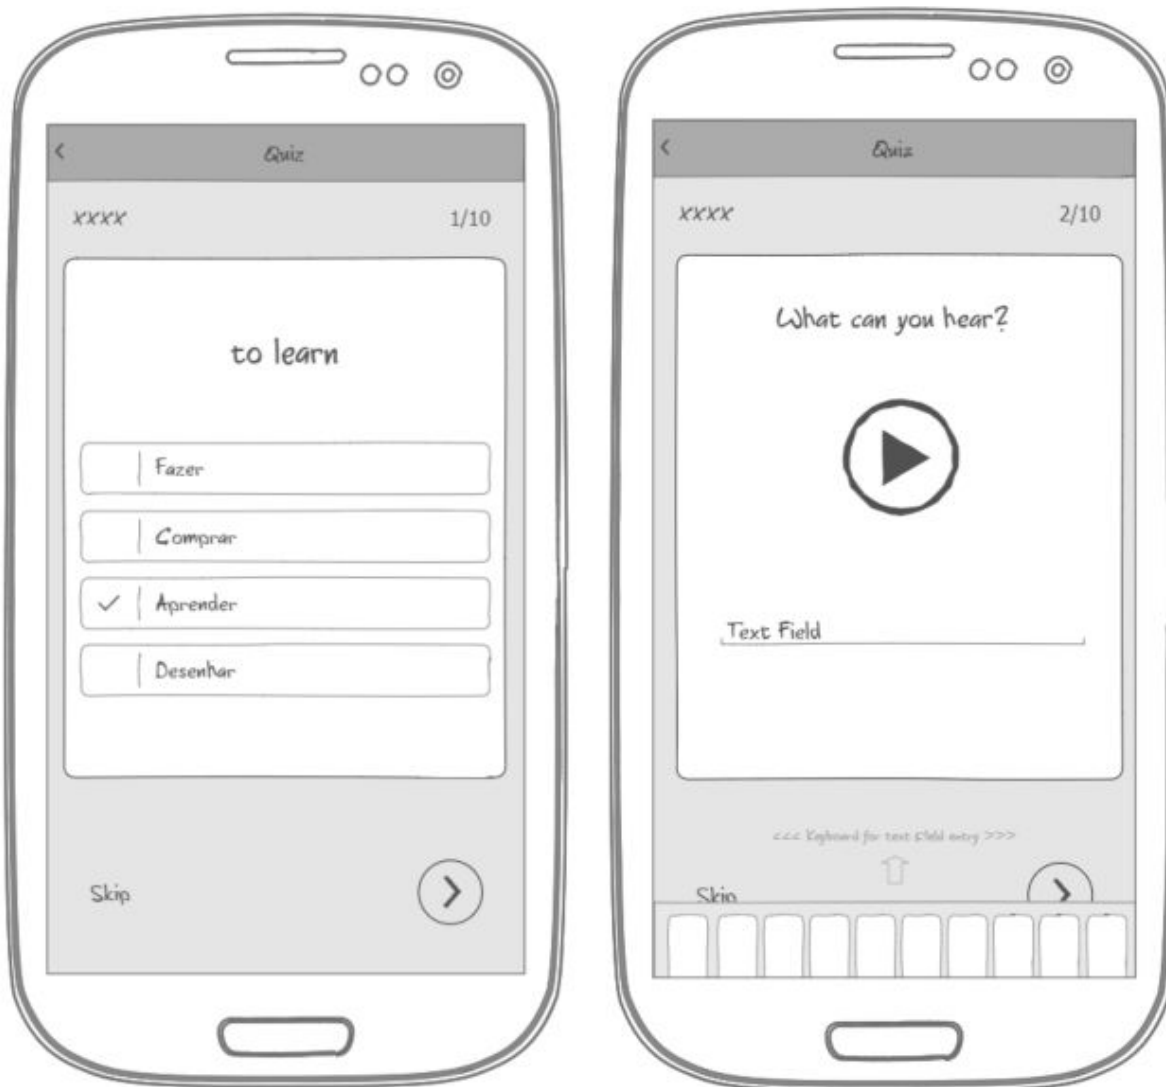 Quiz
xxxx 1/10
to learn
Fazer
Comprar
Aprender
Desenhar
Skip
Quiz
xxxx 2/10
What can you hear?
Text Field
<<< Keyboard for text field entry >>>
Skip